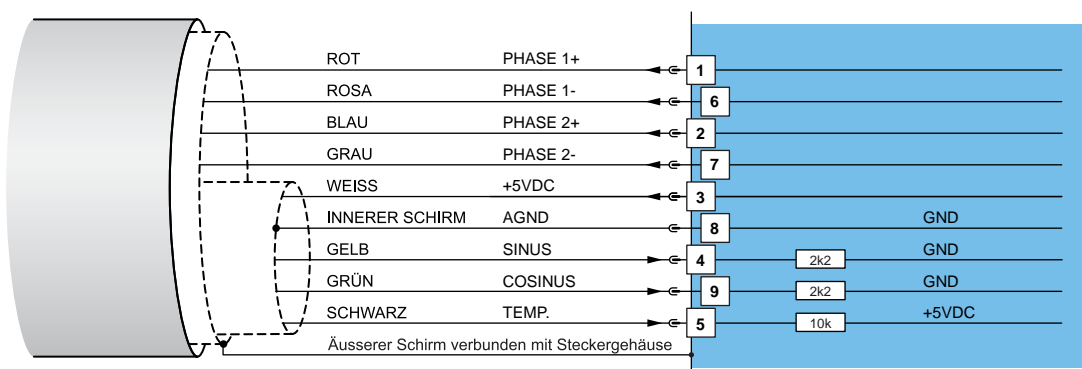 ROT PHASE 1+ 1
ROSA PHASE 1- 6
BLAU PHASE 2+ 2
GRAU PHASE 2- 7
WEISS +5VDC 3
INNERER SCHIRM AGND 8 GND
GELB SINUS 4 2k2 GND
GRÜN COSINUS 9 2k2 GND
SCHWARZ TEMP. 5 10k +5VDC
Äusserer Schirm verbunden mit Steckergehäuse